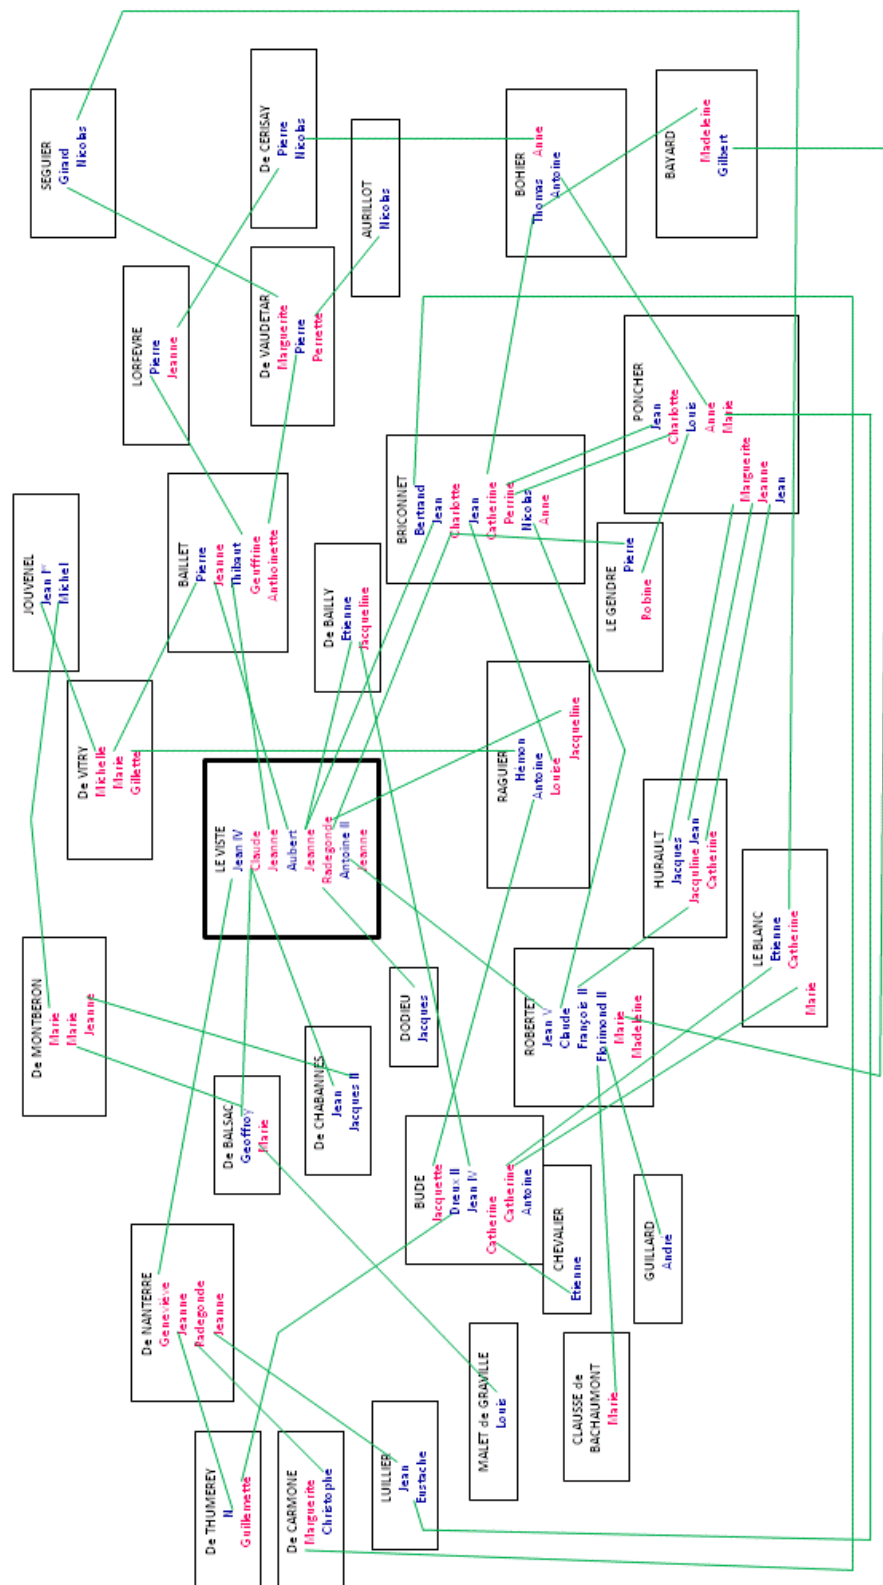 SEGUIER
Girard
Nicolas
De CERISAY
Pierre
Nicolas
AURILLOT
Nicolas
BOHIER
Thomas Anne
Antoine
BAYARD
Madeleine
Gilbert
LORFEVRE
Pierre
Jeanne
De VAUDETAR
Marguerite
Pierre
Perrette
PONCHER
Jean
Charlotte
Louis
Anne
Marie
Marguerite
Jeanne
Jean
JOUVENEL
Jean Iᵉʳ
Michel
BAILLET
Pierre
Jeanne
Thibaut
Geuffrine
Anthoinette
BRICONNET
Bertrand
Jean
Charlotte
Jean
Catherine
Perrine
Nicolas
Anne
De BAILLY
Etienne
Jacqueline
LE GENDRE
Pierre
Robine
De VITRY
Michelle
Marie
Gillette
RAGUIER
Hémon
Antoine
Louise
Jacqueline
LE VISTE
Jean IV
Claude
Jeanne
Aubert
Jeanne
Radegonde
Antoine II
Jeanne
HURAULT
Jacques
Jacquline Jean
Catherine
LE BLANC
Etienne
Catherine
Marie
De MONTBERON
Marie
Marie
Jeanne
DODIEU
Jacques
ROBERTET
Jean V
Claude
François II
Florimond II
Marie
Madeleine
De CHABANNES
Jean
Jacques II
De BALSAC
Geoffroy
Marie
BUDE
Jacquette
Dreux II
Jean IV
Catherine
Catherine
Antoine
CHEVALIER
Etienne
GUILLARD
André
De NANTERRE
Geneviève
Jeanne
Radegonde
Jeanne
MALET de GRAVILLE
Louis
CLAUSSE de
BACHAUMONT
Marie
De THUMEREY
N
Guillemette
De CARMONE
Marguerite
Christophe
LUILLIER
Jean
Eustache